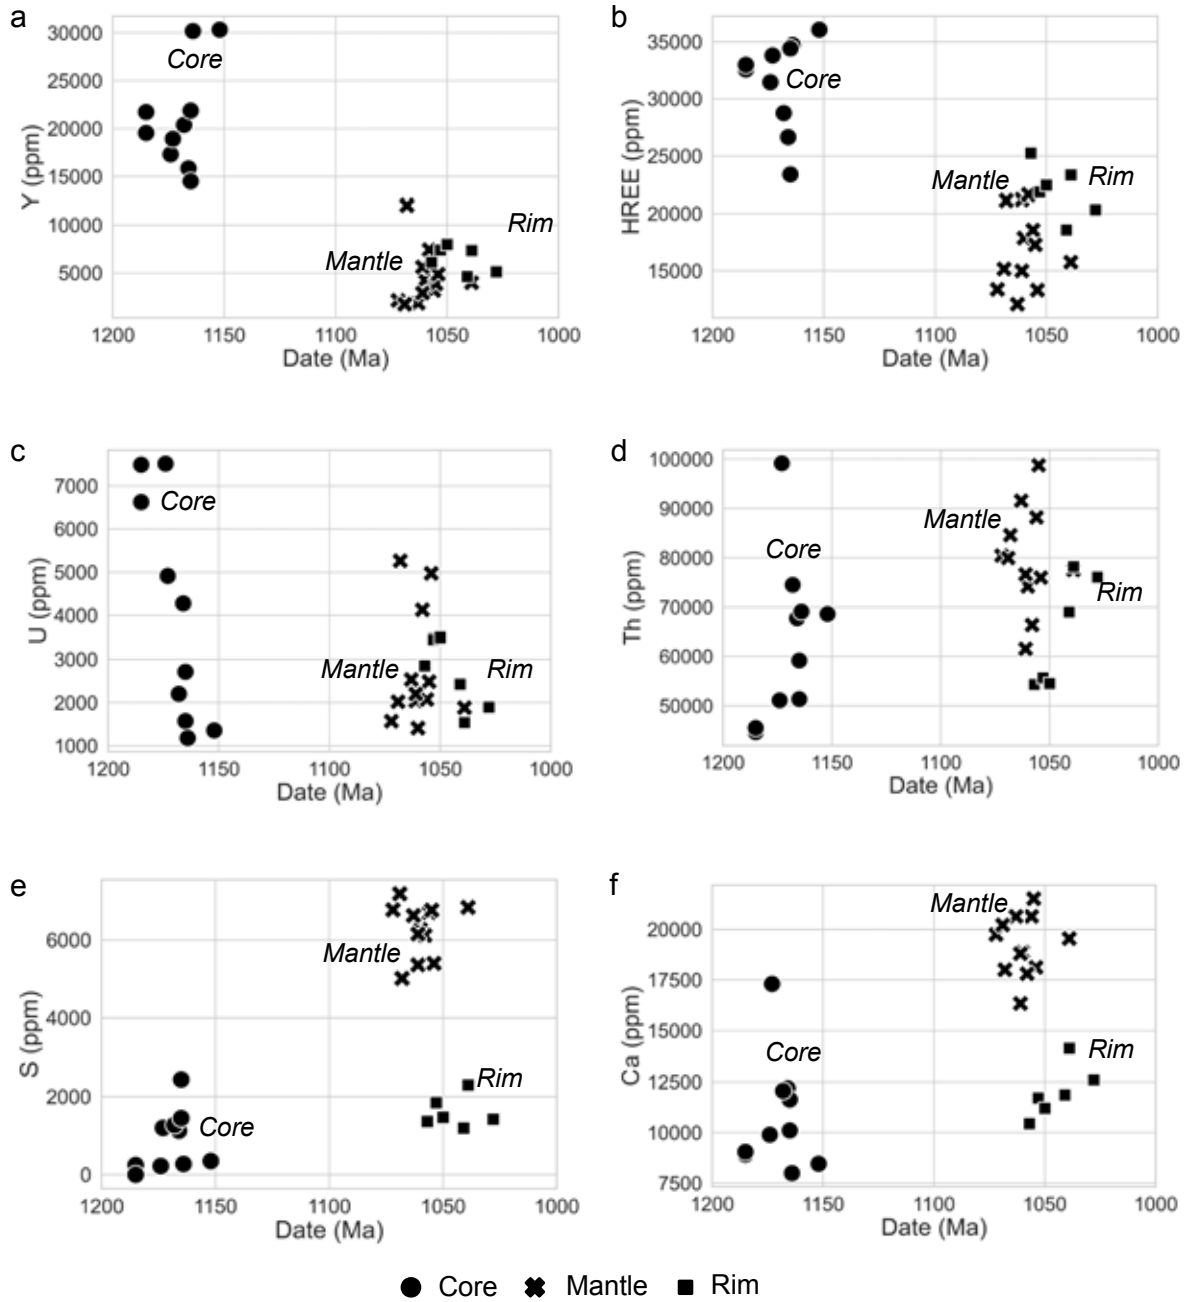 a
30000
25000
20000
15000
10000
5000
Y (ppm)
Core
Mantle
Rim
1200 1150 1100 1050 1000
Date (Ma)
b
35000
30000
25000
20000
15000
HREE (ppm)
Core
Mantle Rim
1200 1150 1100 1050 1000
Date (Ma)
c
7000
6000
5000
4000
3000
2000
1000
U (ppm)
Core
Mantle Rim
1200 1150 1100 1050 1000
Date (Ma)
d
100000
90000
80000
70000
60000
50000
Th (ppm)
Mantle
Core
Rim
1200 1150 1100 1050 1000
Date (Ma)
e
6000
4000
2000
0
S (ppm)
Mantle
Rim
Core
1200 1150 1100 1050 1000
Date (Ma)
f
20000
17500
15000
12500
10000
7500
Ca (ppm)
Mantle
Core Rim
1200 1150 1100 1050 1000
Date (Ma)
Core Mantle Rim